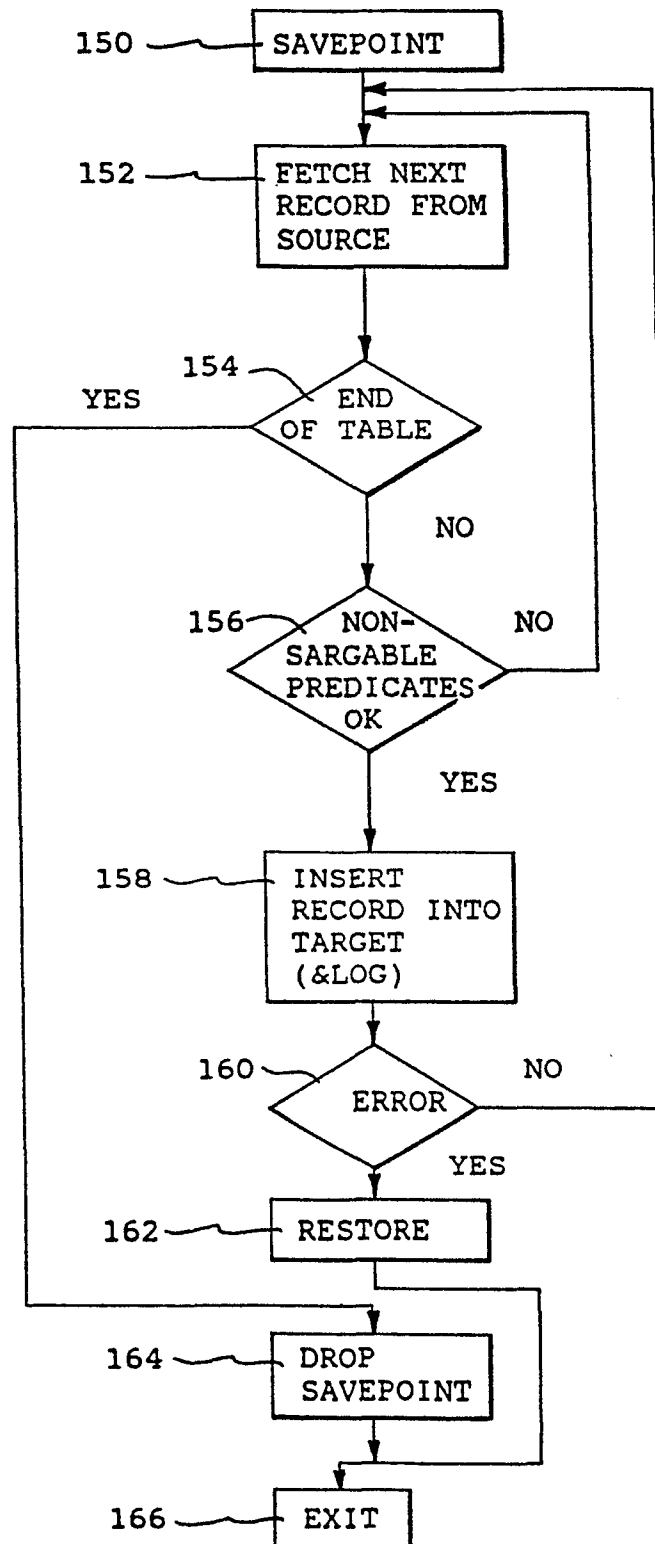 150
SAVEPOINT
152
FETCH NEXT
RECORD FROM
SOURCE
154
YES
END
OF TABLE
NO
156
NON-
SARGABLE
PREDICATES
OK
NO
YES
158
INSERT
RECORD INTO
TARGET
(&LOG)
160
ERROR
NO
YES
162
RESTORE
164
DROP
SAVEPOINT
166
EXIT